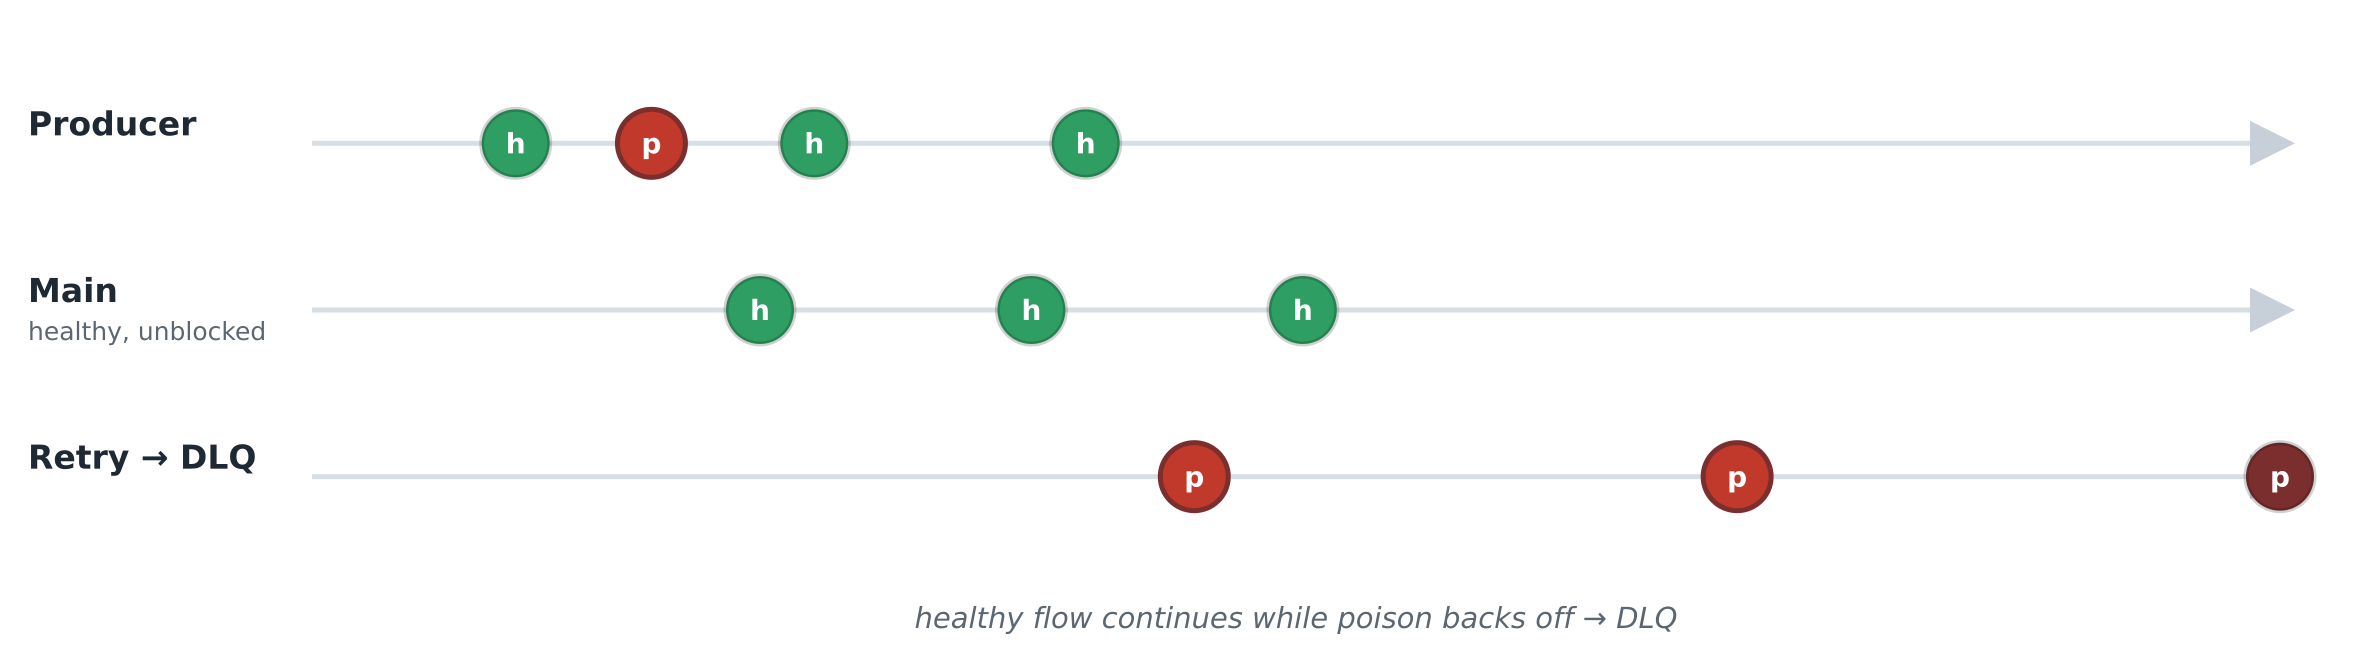 Producer
h p h h
Main
healthy, unblocked
h h h
Retry → DLQ
p p p
healthy flow continues while poison backs off → DLQ